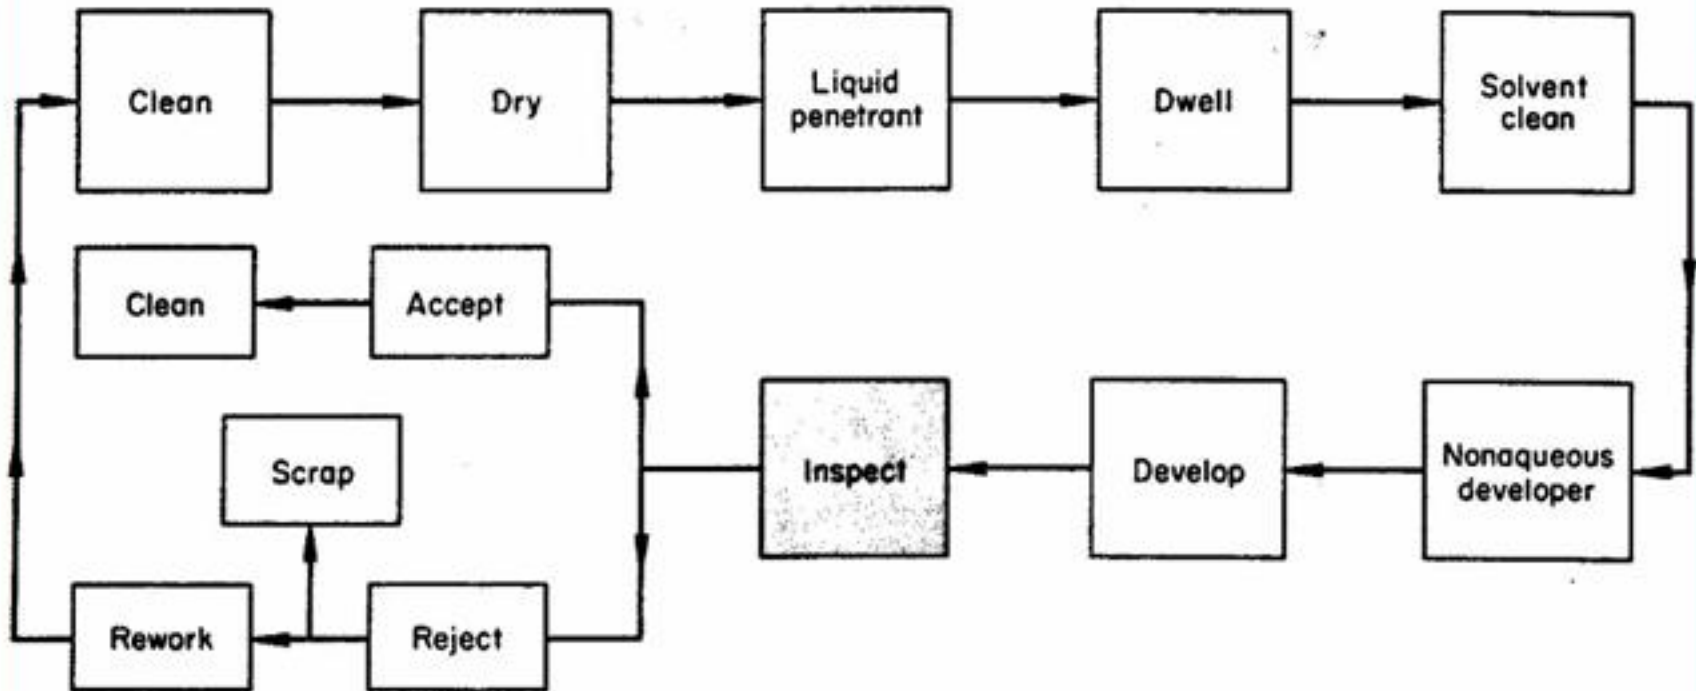 Clean
Dry
Liquid
penetrant
Dwell
Solvent
clean
Clean
Accept
Scrap
Inspect
Develop
Nonaqueous
developer
Rework
Reject